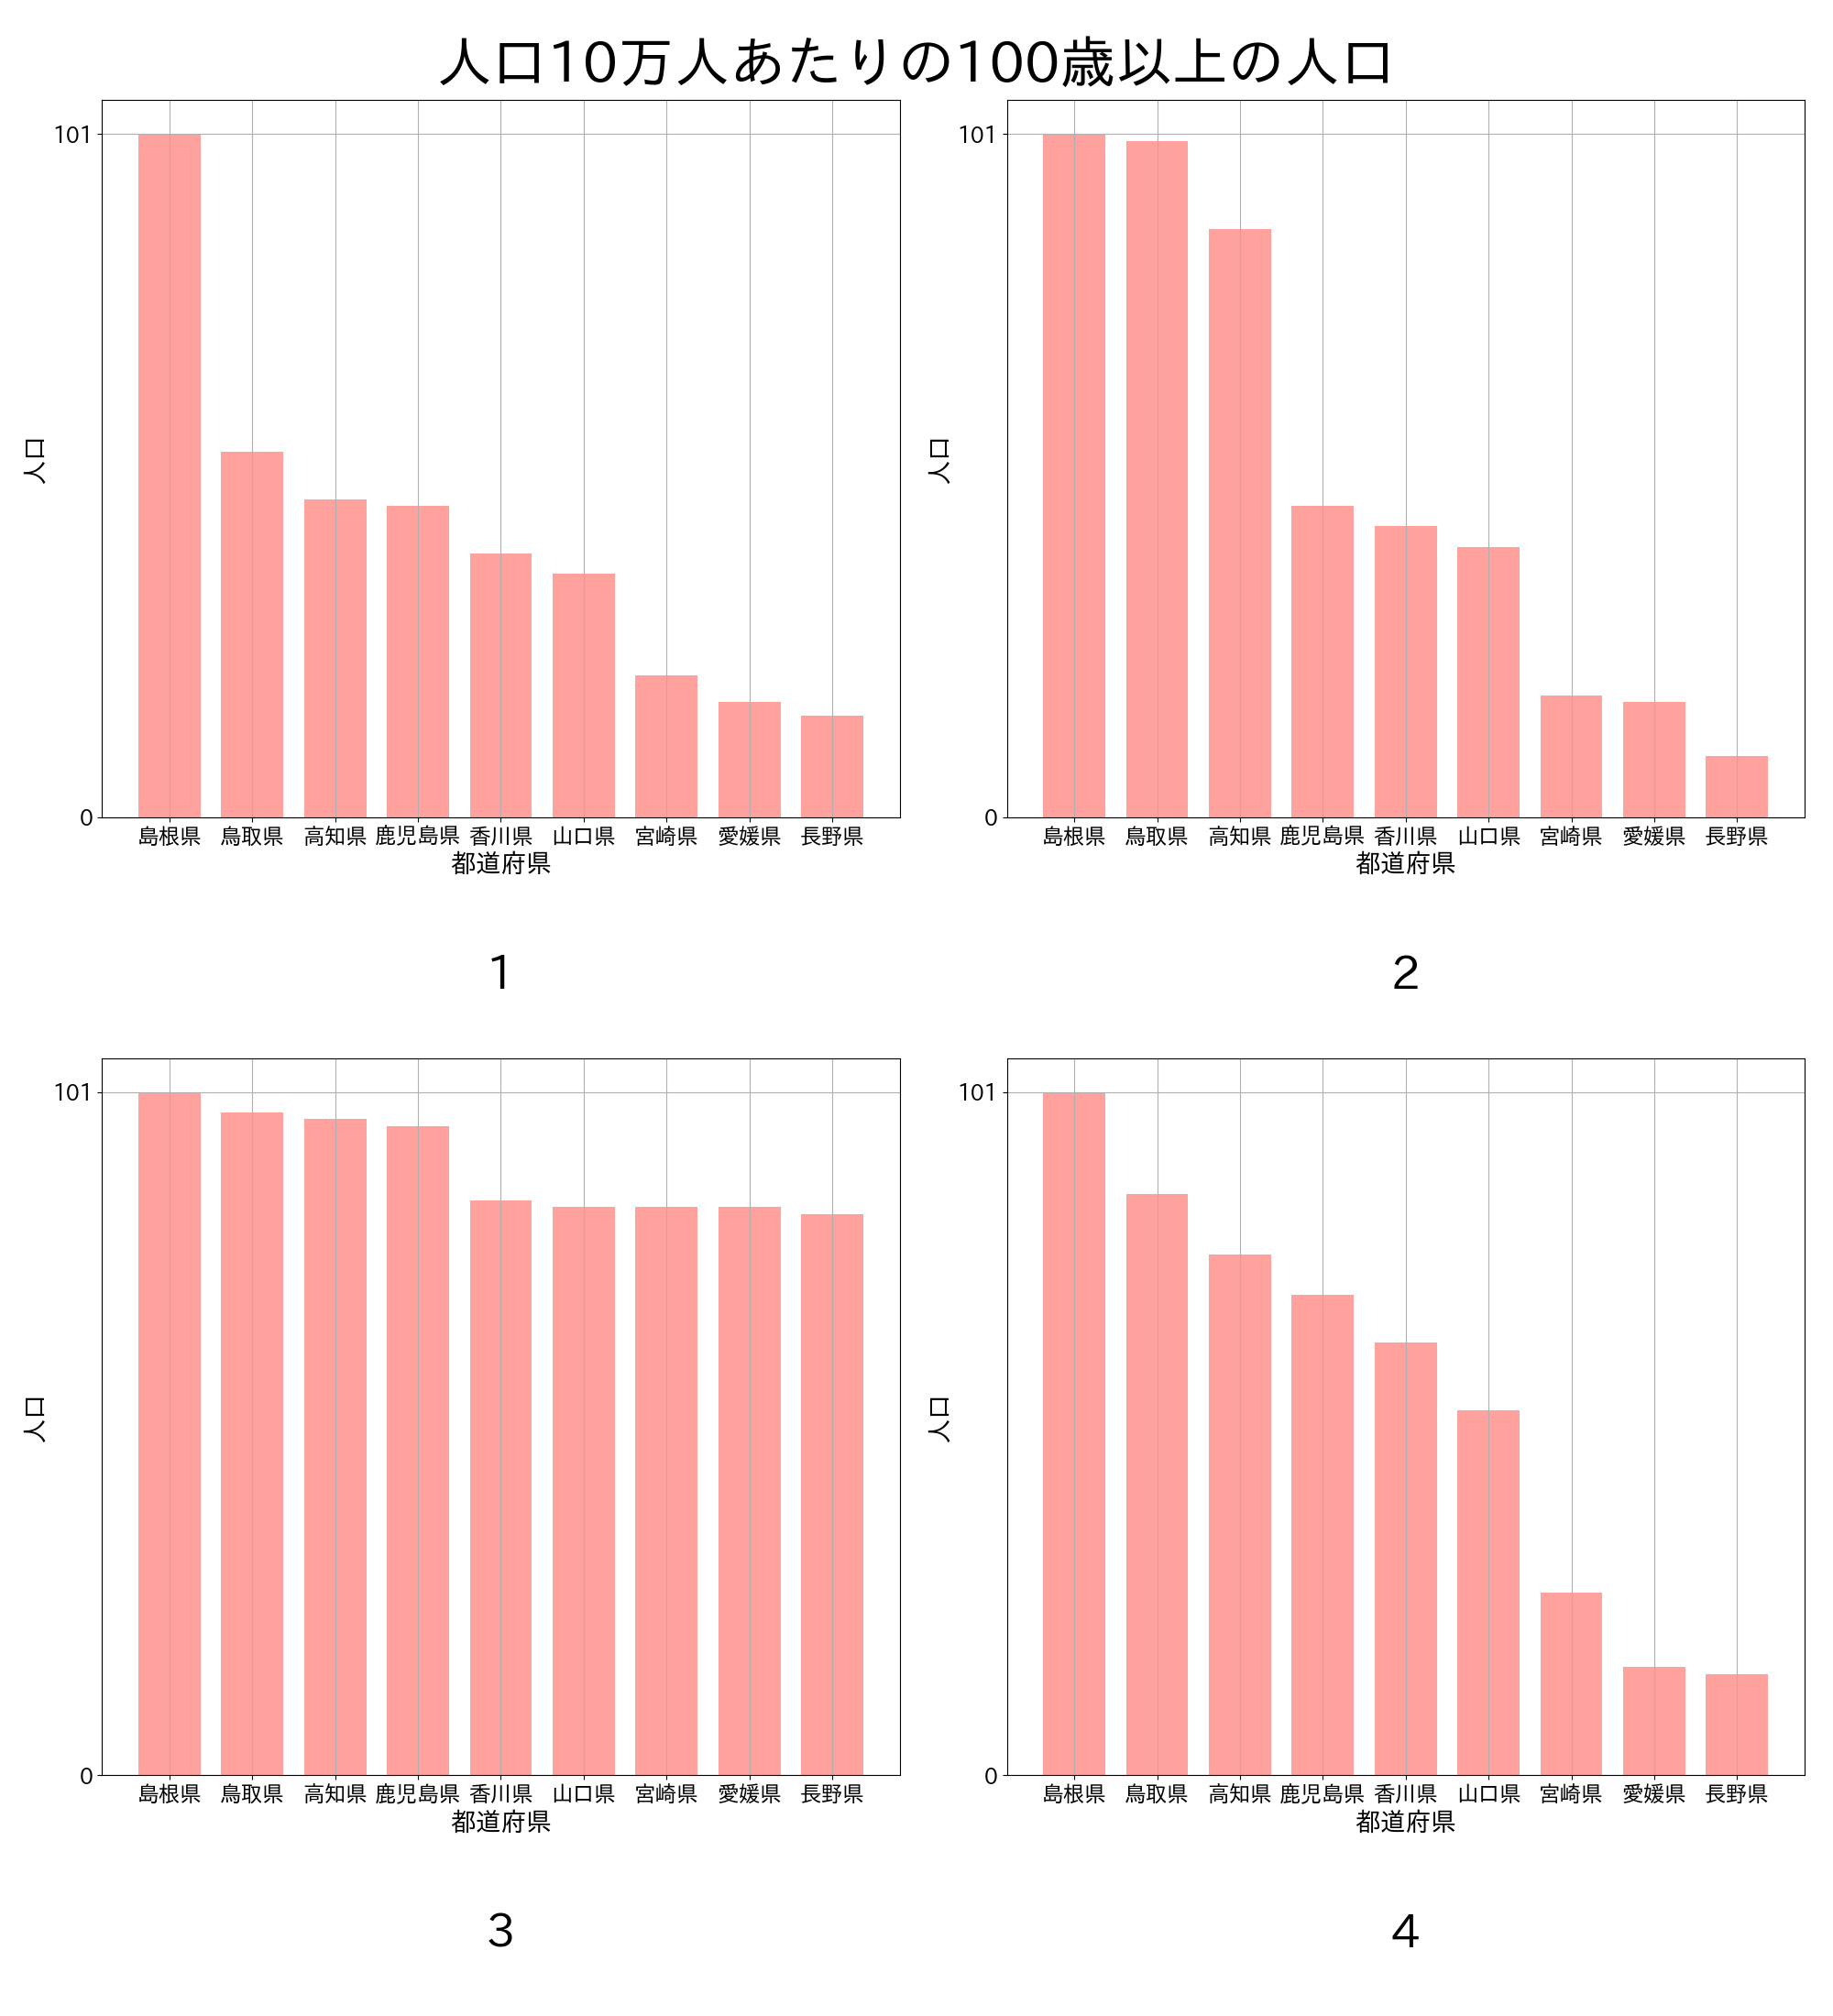 人口10万人あたりの100歳以上の人口
101
人口
0
島根県 鳥取県 高知県 鹿児島県 香川県 山口県 宮崎県 愛媛県 長野県
都道府県
1
101
人口
0
島根県 鳥取県 高知県 鹿児島県 香川県 山口県 宮崎県 愛媛県 長野県
都道府県
2
101
人口
0
島根県 鳥取県 高知県 鹿児島県 香川県 山口県 宮崎県 愛媛県 長野県
都道府県
3
101
人口
0
島根県 鳥取県 高知県 鹿児島県 香川県 山口県 宮崎県 愛媛県 長野県
都道府県
4